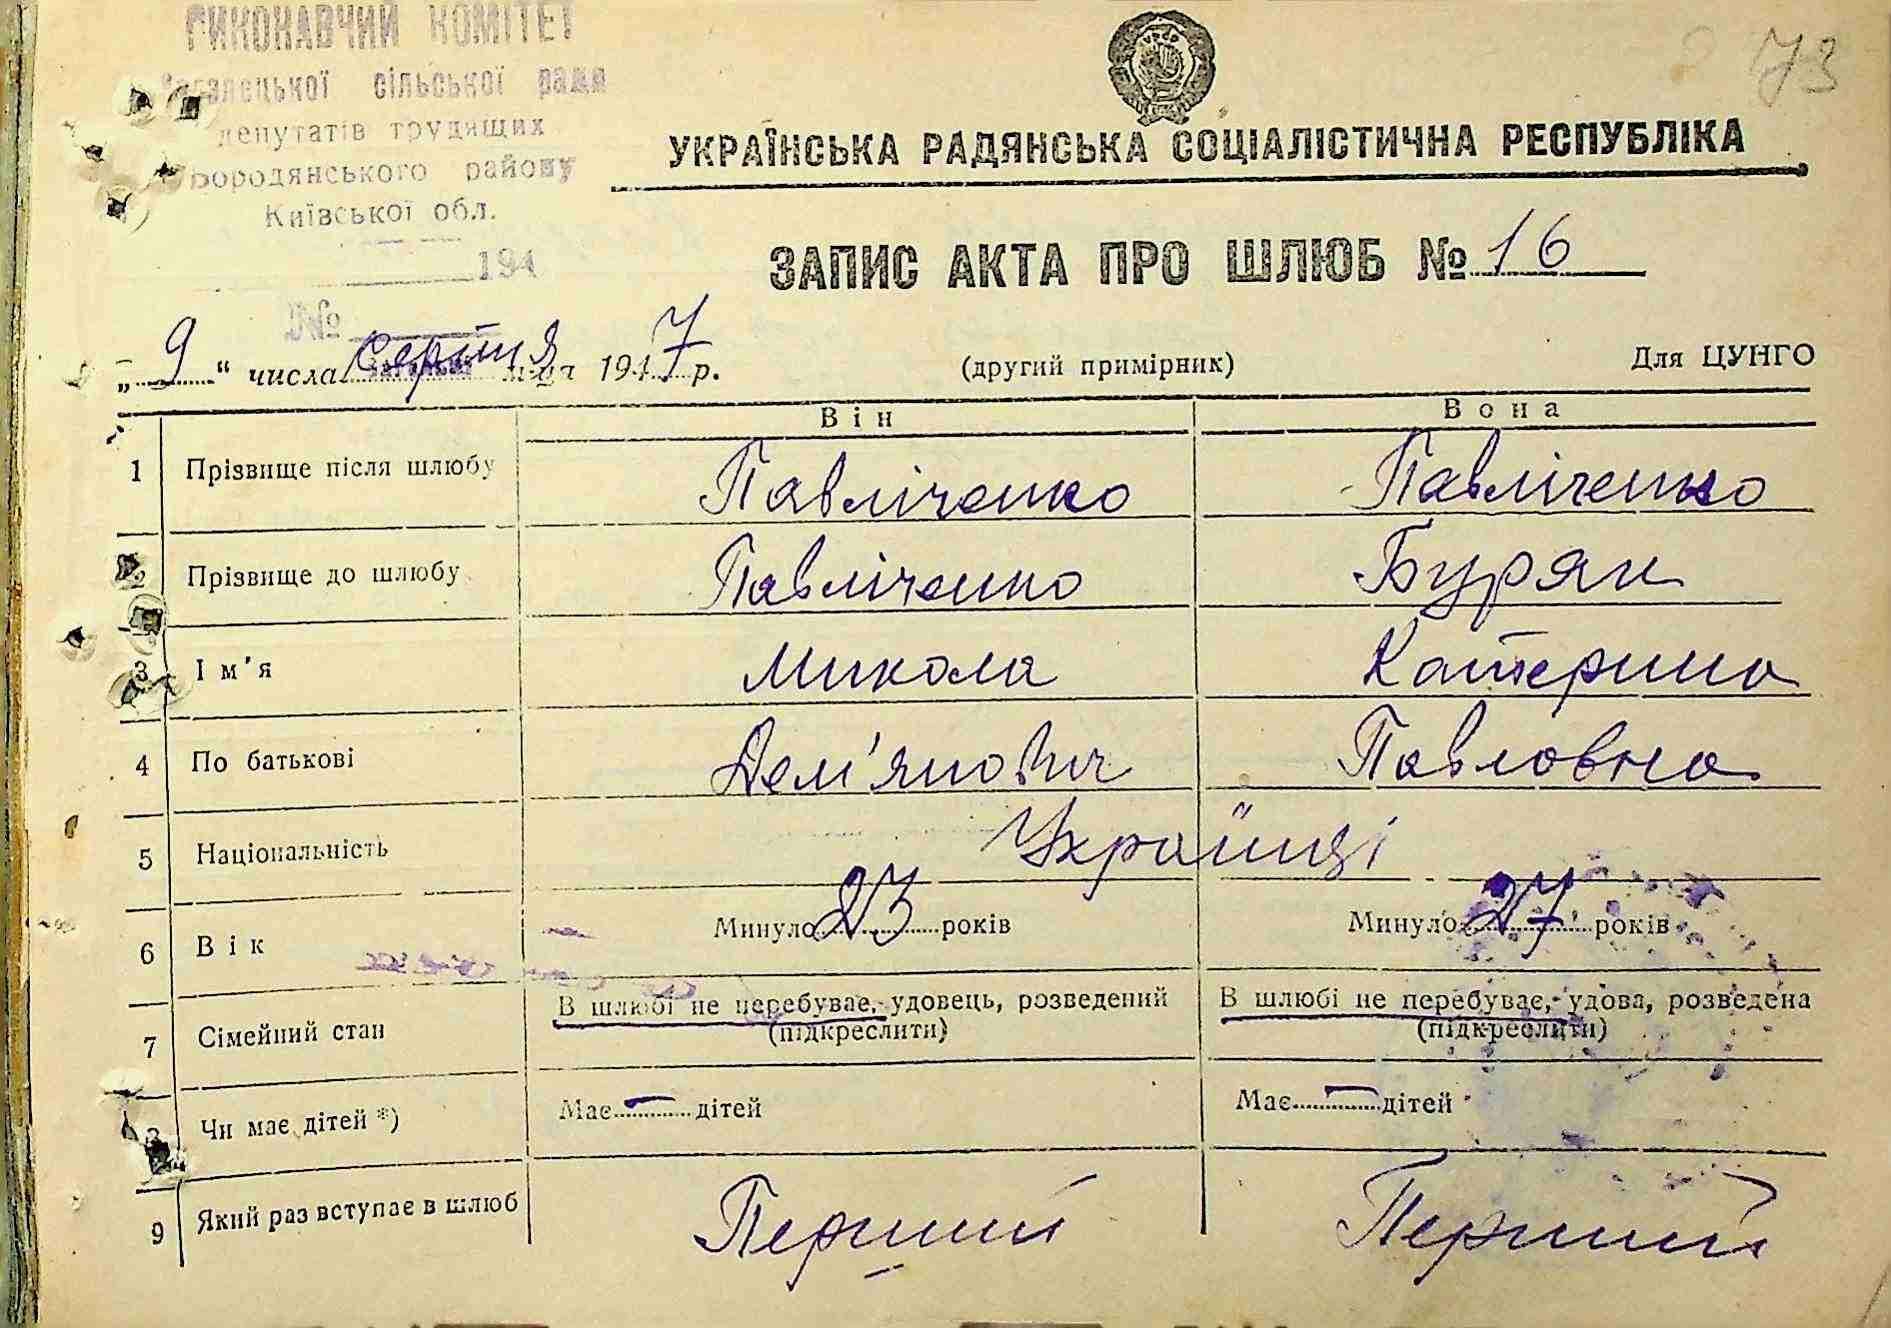 ВИКОНАВЧИЙ КОМІТЕТ
сільської ради
депутатів трудящих
Бородянського району
Київської обл.
194
№
73
УКРАЇНСЬКА РАДЯНСЬКА СОЦІАЛІСТИЧНА РЕСПУБЛІКА
ЗАПИС АКТА ПРО ШЛЮБ № 16
„ 9 “ числа серпня м-ця 1947 р. (другий примірник) Для ЦУНГО
Він Вона
1 Прізвище після шлюбу Павліченко Павліченко
2 Прізвище до шлюбу Павліченко Буряк
3 Ім'я Микола Катерина
4 По батькові Дем'янович Павловна
5 Національність Українці
6 Вік Минуло 23 років Минуло 27 років
7 Сімейний стан В шлюбі не перебуває, удовець, розведений В шлюбі не перебуває, удова, розведена
(підкреслити) (підкреслити)
8 Чи має дітей *) Має — дітей Має — дітей
9 Який раз вступає в шлюб Перший Перший